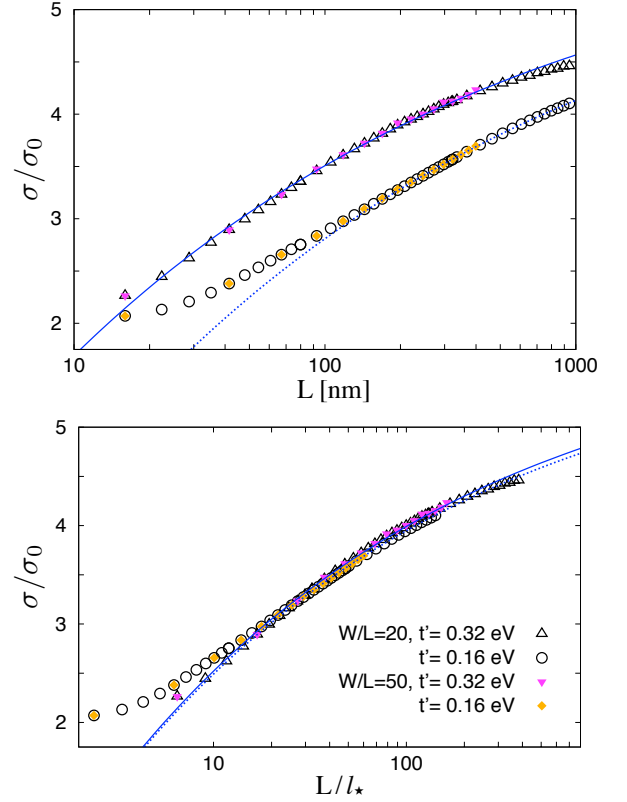 5
4
3
2
σ/σ0
10
100
1000
L [nm]
5
4
3
2
σ/σ0
W/L=20, t'= 0.32 eV
t'= 0.16 eV
W/L=50, t'= 0.32 eV
t'= 0.16 eV
10
100
L/l⋆